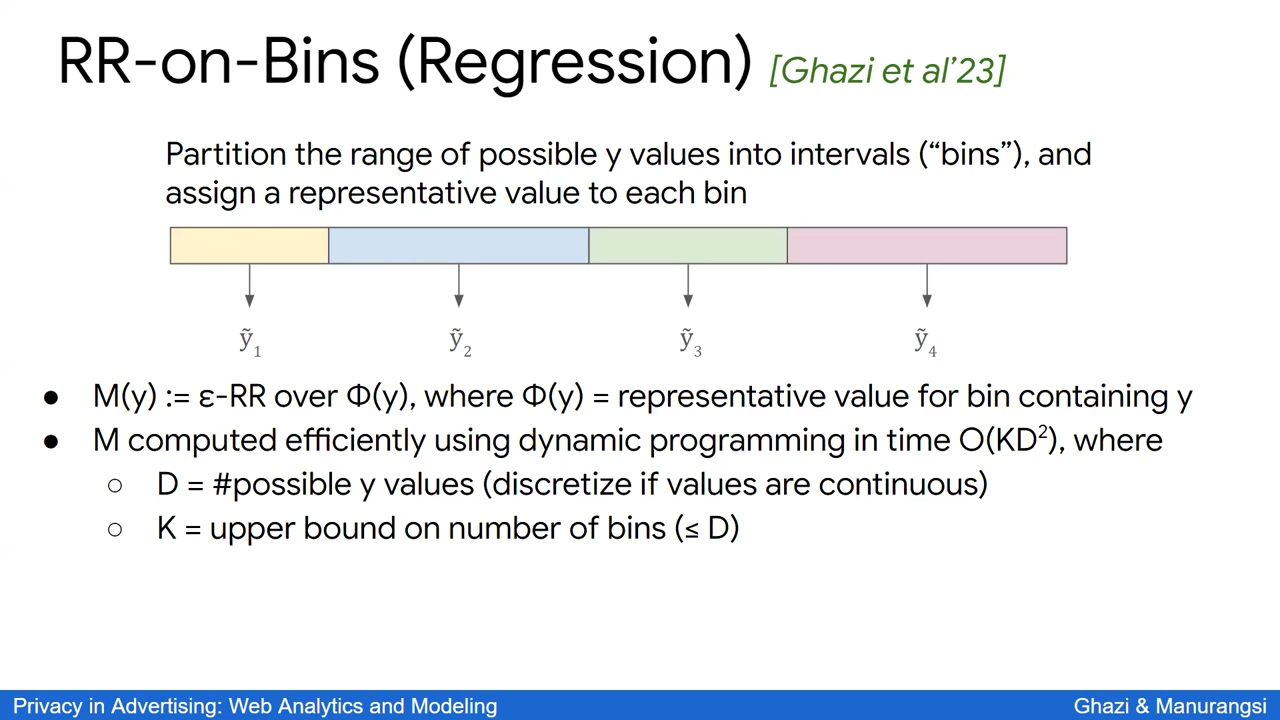 RR-on-Bins (Regression) [Ghazi et al’23]
Partition the range of possible y values into intervals (“bins”), and
assign a representative value to each bin
ỹ₁ ỹ₂ ỹ₃ ỹ₄
● M(y) := ε-RR over Φ(y), where Φ(y) = representative value for bin containing y
● M computed efficiently using dynamic programming in time O(KD²), where
○ D = #possible y values (discretize if values are continuous)
○ K = upper bound on number of bins (≤ D)
Privacy in Advertising: Web Analytics and Modeling
Ghazi & Manurangsi